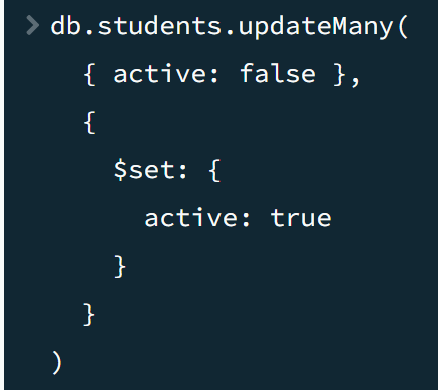 > db.students.updateMany(
{ active: false },
{
$set: {
active: true
}
}
)